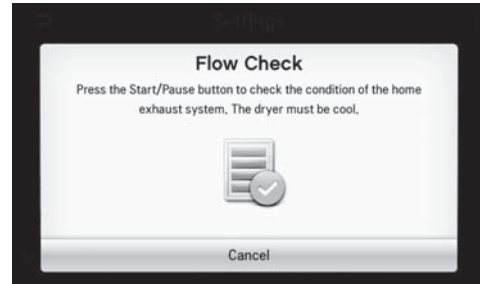 Settings
Flow Check
Press the Start/Pause button to check the condition of the home
exhaust system. The dryer must be cool.
Cancel